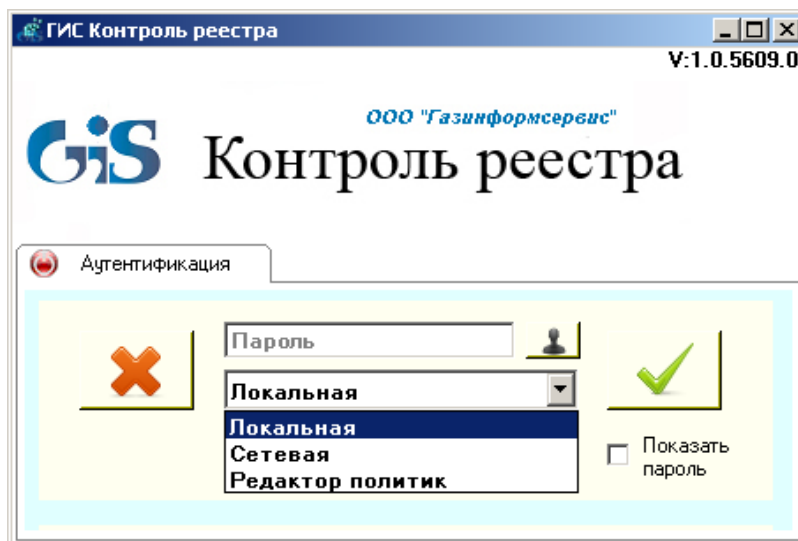 ГИС Контроль реестра
V:1.0.5609.0
ООО "Газинформсервис"
GiS
Контроль реестра
Аутентификация
Пароль
Локальная
Локальная
Сетевая
Редактор политик
Показать
пароль